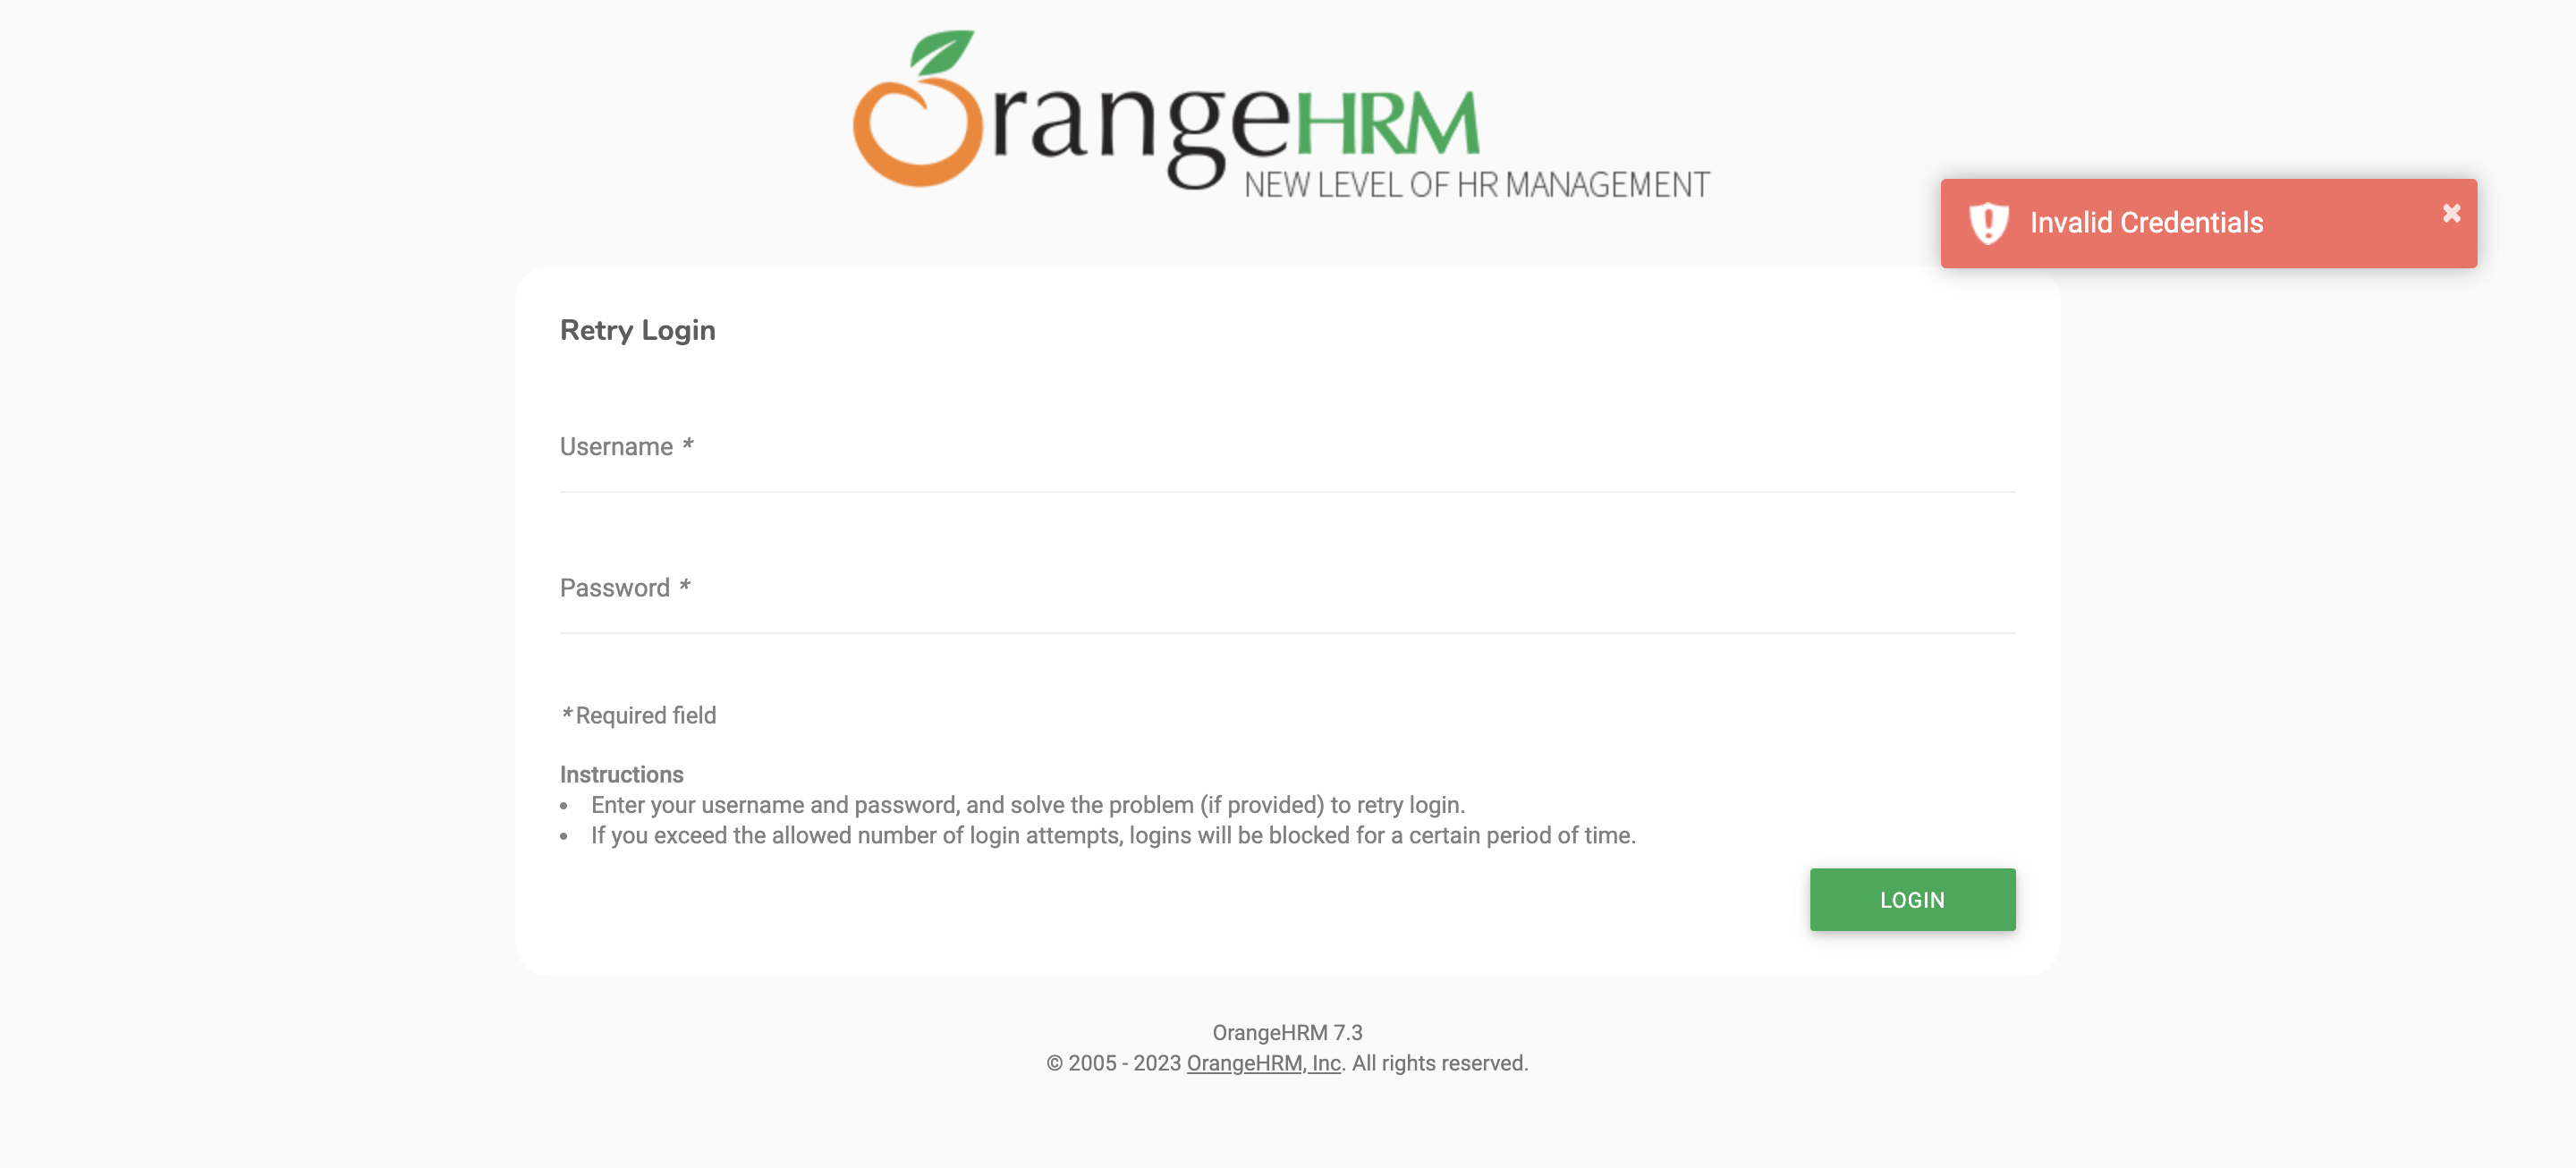 OrangeHRM
NEW LEVEL OF HR MANAGEMENT
Invalid Credentials
Retry Login
Username *
Password *
* Required field
Instructions
• Enter your username and password, and solve the problem (if provided) to retry login.
• If you exceed the allowed number of login attempts, logins will be blocked for a certain period of time.
LOGIN
OrangeHRM 7.3
© 2005 - 2023 OrangeHRM, Inc. All rights reserved.